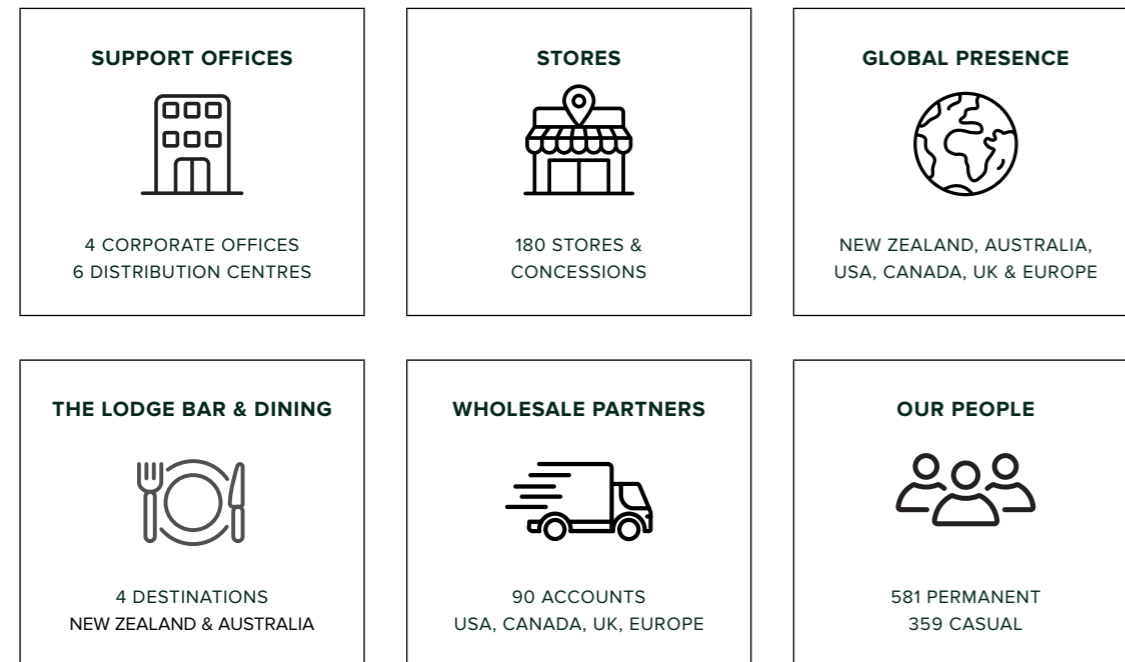 SUPPORT OFFICES
4 CORPORATE OFFICES
6 DISTRIBUTION CENTRES
STORES
180 STORES &
CONCESSIONS
GLOBAL PRESENCE
NEW ZEALAND, AUSTRALIA,
USA, CANADA, UK & EUROPE
THE LODGE BAR & DINING
4 DESTINATIONS
NEW ZEALAND & AUSTRALIA
WHOLESALE PARTNERS
90 ACCOUNTS
USA, CANADA, UK, EUROPE
OUR PEOPLE
581 PERMANENT
359 CASUAL